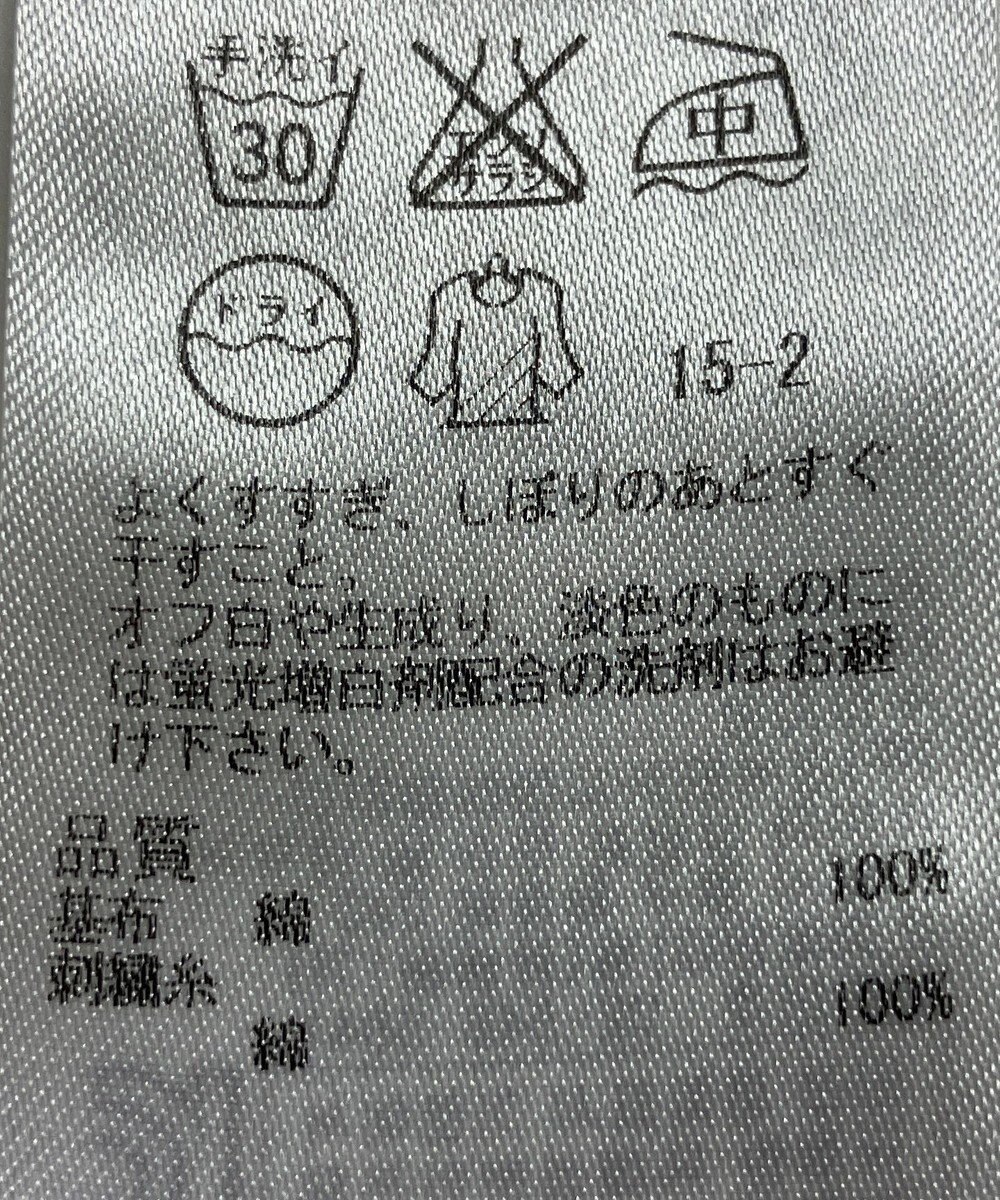 手洗イ
30
エンソ
サラシ
中
ドライ
15-2
よくすすぎ、しぼりのあとすぐ
干すこと。
オフ白や生成り、淡色のものに
は蛍光増白剤配合の洗剤はお避
け下さい。
品質
基布 綿 100%
刺繍糸
綿 100%